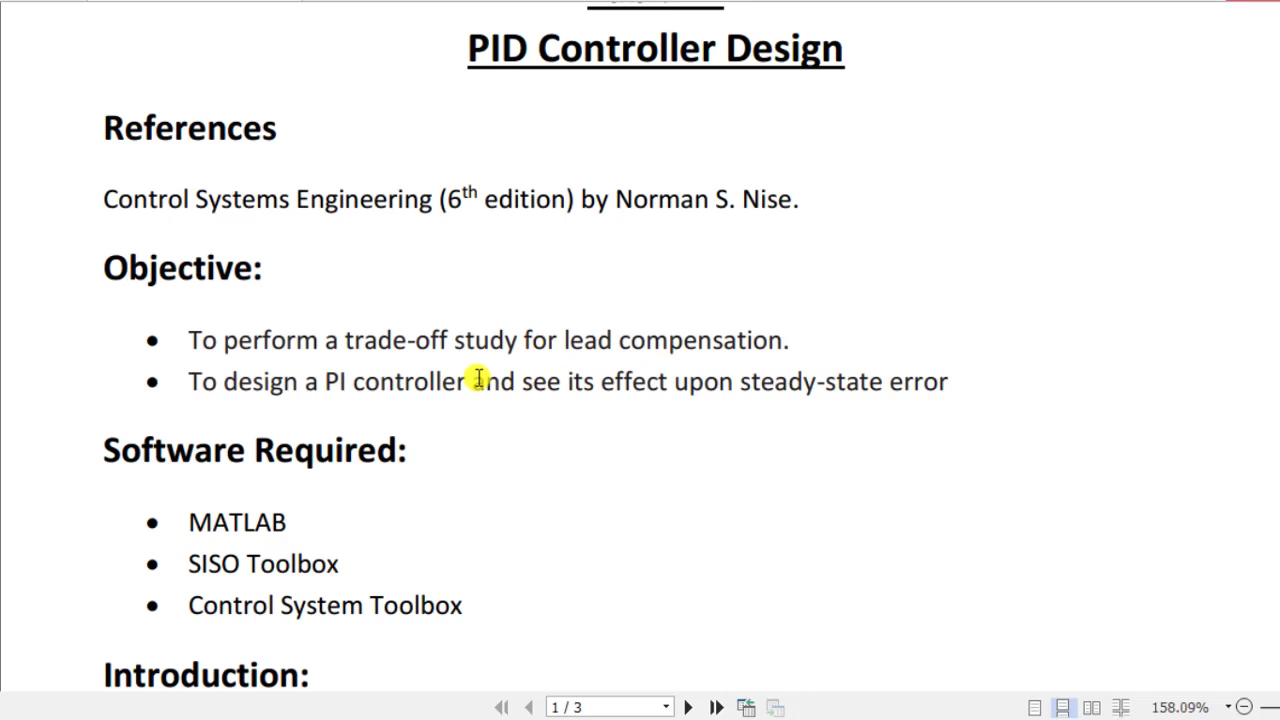 PID Controller Design
References
Control Systems Engineering (6th edition) by Norman S. Nise.
Objective:
To perform a trade-off study for lead compensation.
To design a PI controller and see its effect upon steady-state error
Software Required:
MATLAB
SISO Toolbox
Control System Toolbox
Introduction:
1 / 3
158.09%